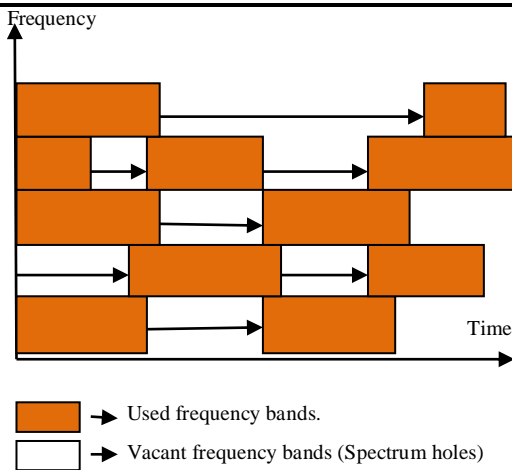 Frequency
Time
Used frequency bands.
Vacant frequency bands (Spectrum holes)